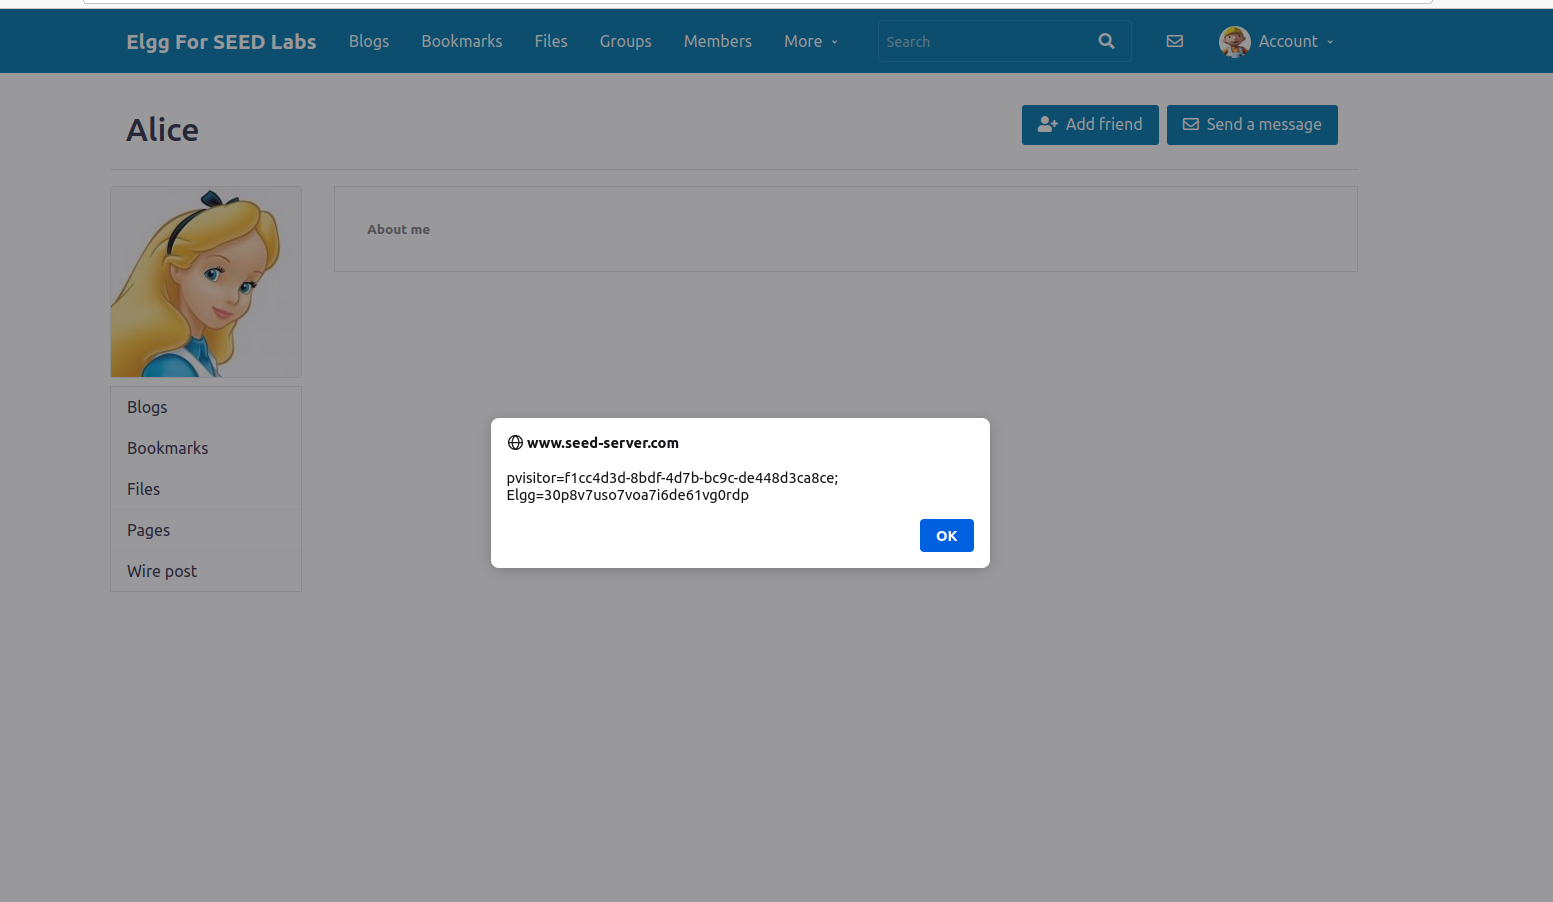 Elgg For SEED Labs Blogs Bookmarks Files Groups Members More Search Account
Alice
Add friend Send a message
About me
Blogs
Bookmarks
Files
Pages
Wire post
www.seed-server.com
pvisitor=f1cc4d3d-8bdf-4d7b-bc9c-de448d3ca8ce;
Elgg=30p8v7uso7voa7i6de61vg0rdp
OK